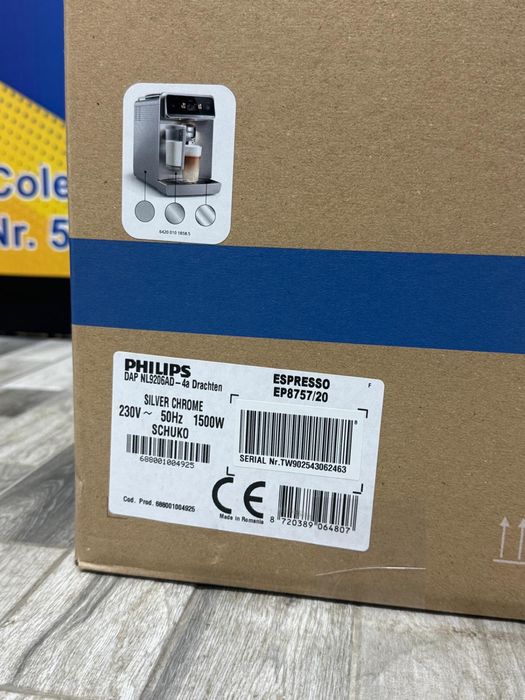 Cole
Nr. 5
6420 010 1858.5
PHILIPS
DAP NL9206AD-4a Drachten
SILVER CHROME
230V~ 50Hz 1500W
SCHUKO
688001004925
Cod. Prod. 688001004925
ESPRESSO
EP8757/20
F
SERIAL Nr.TW902543062463
CE
Made in Romania
8 720389 064807